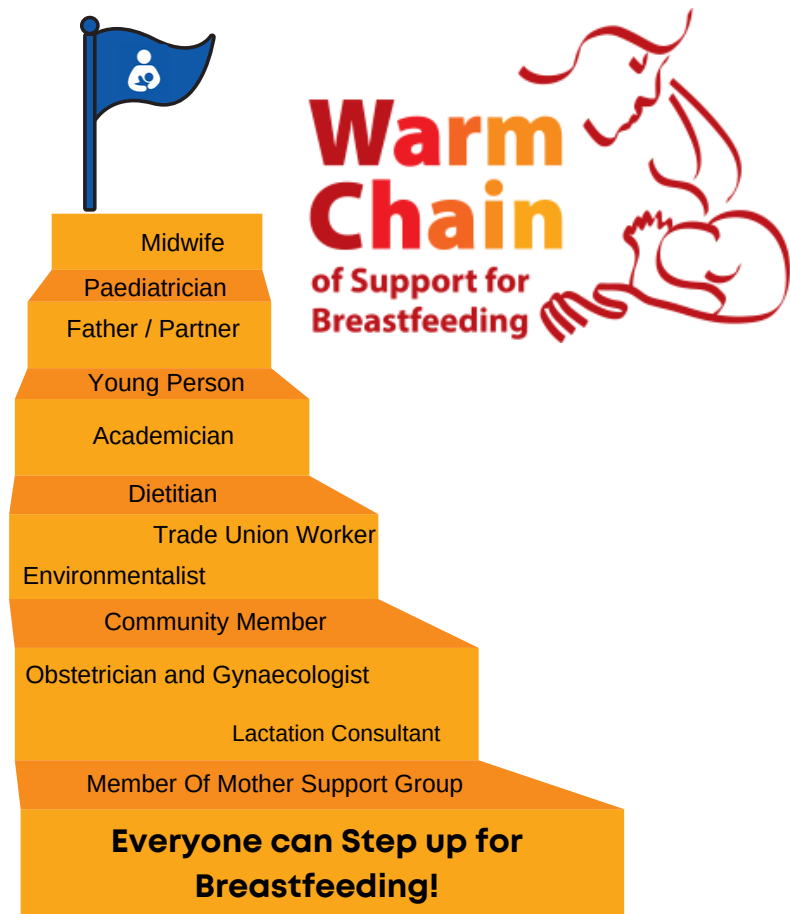 Warm
Chain
of Support for
Breastfeeding
Midwife
Paediatrician
Father / Partner
Young Person
Academician
Dietitian
Trade Union Worker
Environmentalist
Community Member
Obstetrician and Gynaecologist
Lactation Consultant
Member Of Mother Support Group
Everyone can Step up for
Breastfeeding!